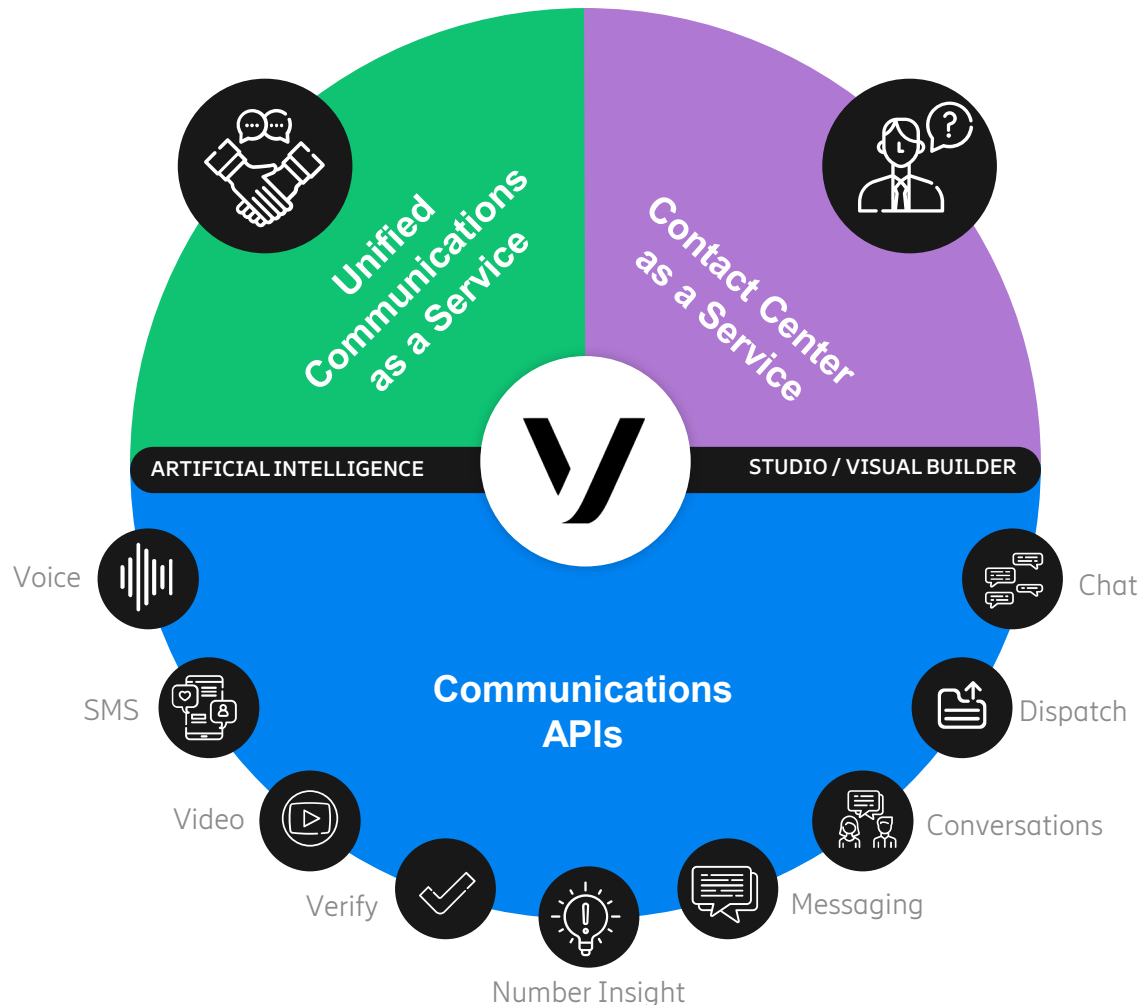 Unified
Communications
as a Service
Contact Center
as a Service
ARTIFICIAL INTELLIGENCE
STUDIO / VISUAL BUILDER
Communications
APIs
Voice
SMS
Video
Verify
Number Insight
Messaging
Conversations
Dispatch
Chat